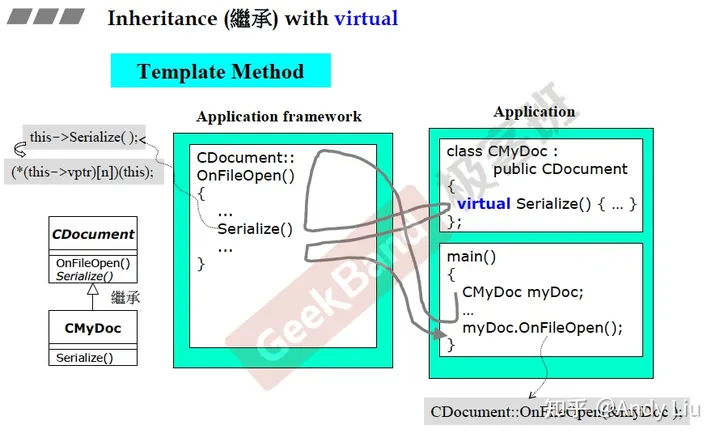 Inheritance (繼承) with virtual
Template Method
Application framework
Application
this->Serialize( );
(*(this->vptr)[n])(this);
CDocument::
OnFileOpen()
{
...
Serialize()
...
}
class CMyDoc :
public CDocument
{
virtual Serialize() { ... }
};
main()
{
CMyDoc myDoc;
...
myDoc.OnFileOpen();
}
CDocument
OnFileOpen()
Serialize()
繼承
CMyDoc
Serialize()
CDocument::OnFileOpen(&myDoc);
GeekBand 极客班
知乎 @Andy Liu